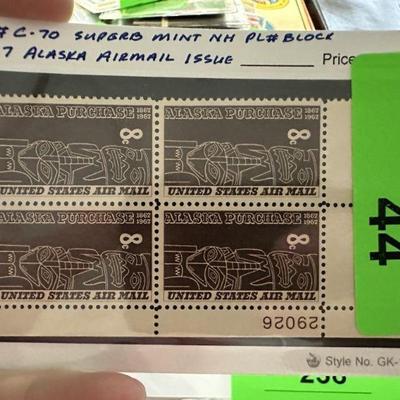 #C-70 SUPERB MINT NH PL# BLOCK
7 ALASKA AIRMAIL ISSUE Price
ALASKA PURCHASE 1867 1967
8c
UNITED STATES AIR MAIL
ALASKA PURCHASE 1867 1967
8c
UNITED STATES AIR MAIL
ALASKA PURCHASE 1867 1967
8c
UNITED STATES AIR MAIL
ALASKA PURCHASE 1867 1967
8c
UNITED STATES AIR MAIL
29026
44
Style No. GK-